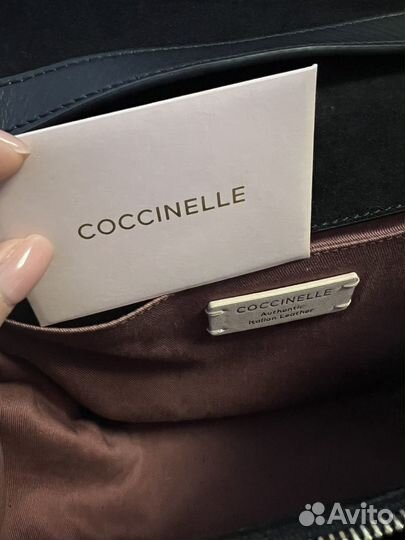 COCCINELLE
COCCINELLE
Authentic
Italian Leather
Avito